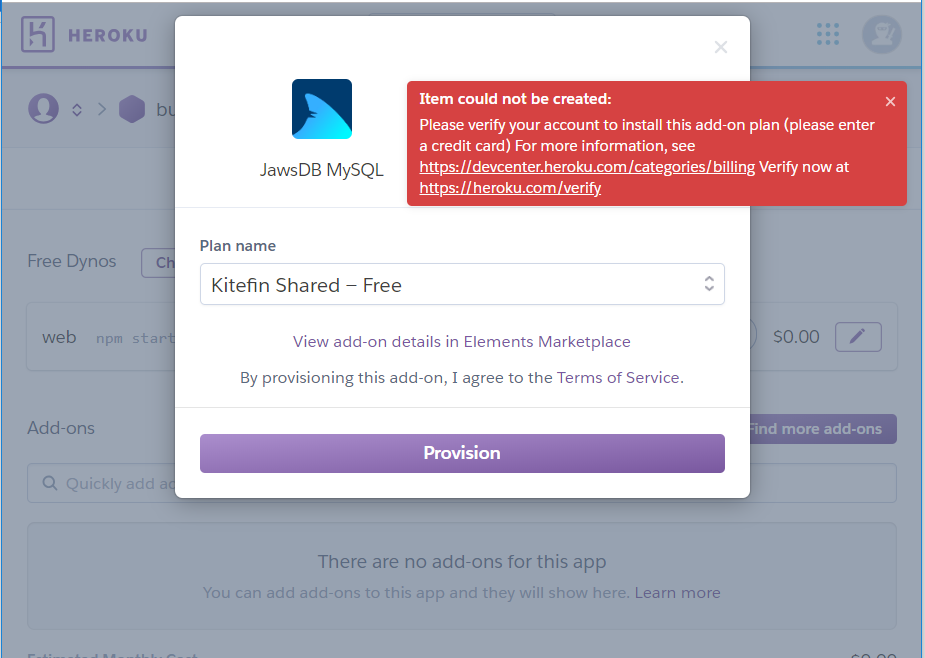 HEROKU
bu
JawsDB MySQL
Item could not be created:
Please verify your account to install this add-on plan (please enter
a credit card) For more information, see
https://devcenter.heroku.com/categories/billing Verify now at
https://heroku.com/verify
Plan name
Kitefin Shared – Free
View add-on details in Elements Marketplace
By provisioning this add-on, I agree to the Terms of Service.
Provision
Free Dynos
Ch
web npm start
$0.00
Add-ons
Find more add-ons
Quickly add ad
There are no add-ons for this app
You can add add-ons to this app and they will show here. Learn more
Estimated Monthly Cost
$0.00